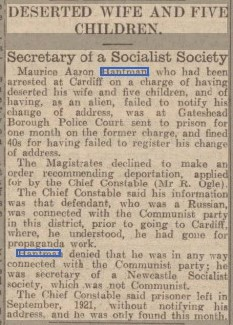 DESERTED WIFE AND FIVE
CHILDREN.
Secretary of a Socialist Society
Maurice Aaron Hantman who had been
arrested at Cardiff on a charge of having
deserted his wife and five children, and of
having, as an alien, failed to notify his
change of address, was at Gateshead
Borough Police Court sent to prison for
one month on the former charge, and fined
40s for having failed to register his change
of address.
The Magistrates declined to make an
order recommending deportation, applied
for by the Chief Constable (Mr R. Ogle).
The Chief Constable said his information
was that defendant, who was a Russian,
was connected with the Communist party
in this district, prior to going to Cardiff,
where, he understood, he had gone for
propaganda work.
Hantman denied that he was in any way
connected with the Communist party; he
was secretary of a Newcastle Socialist
society, which was not Communist.
The Chief Constable said prisoner left in
September, 1921, without notifying his
address, and he was only found this month.